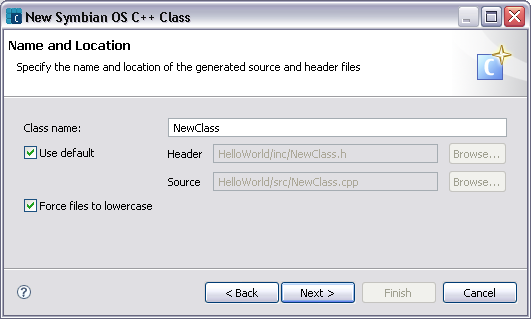 New Symbian OS C++ Class
Name and Location
Specify the name and location of the generated source and header files
Class name: NewClass
Use default Header HelloWorld/inc/NewClass.h Browse...
Source HelloWorld/src/NewClass.cpp Browse...
Force files to lowercase
? < Back Next > Finish Cancel